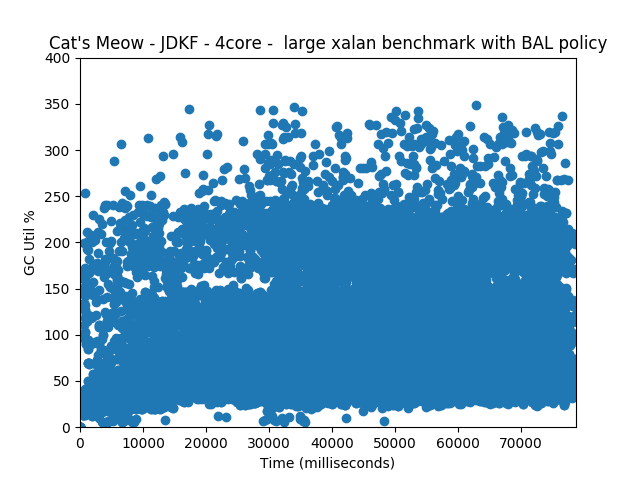 Cat's Meow - JDKF - 4core -  large xalan benchmark with BAL policy
400
350
300
250
200
150
100
50
0
GC Util %
0 10000 20000 30000 40000 50000 60000 70000
Time (milliseconds)